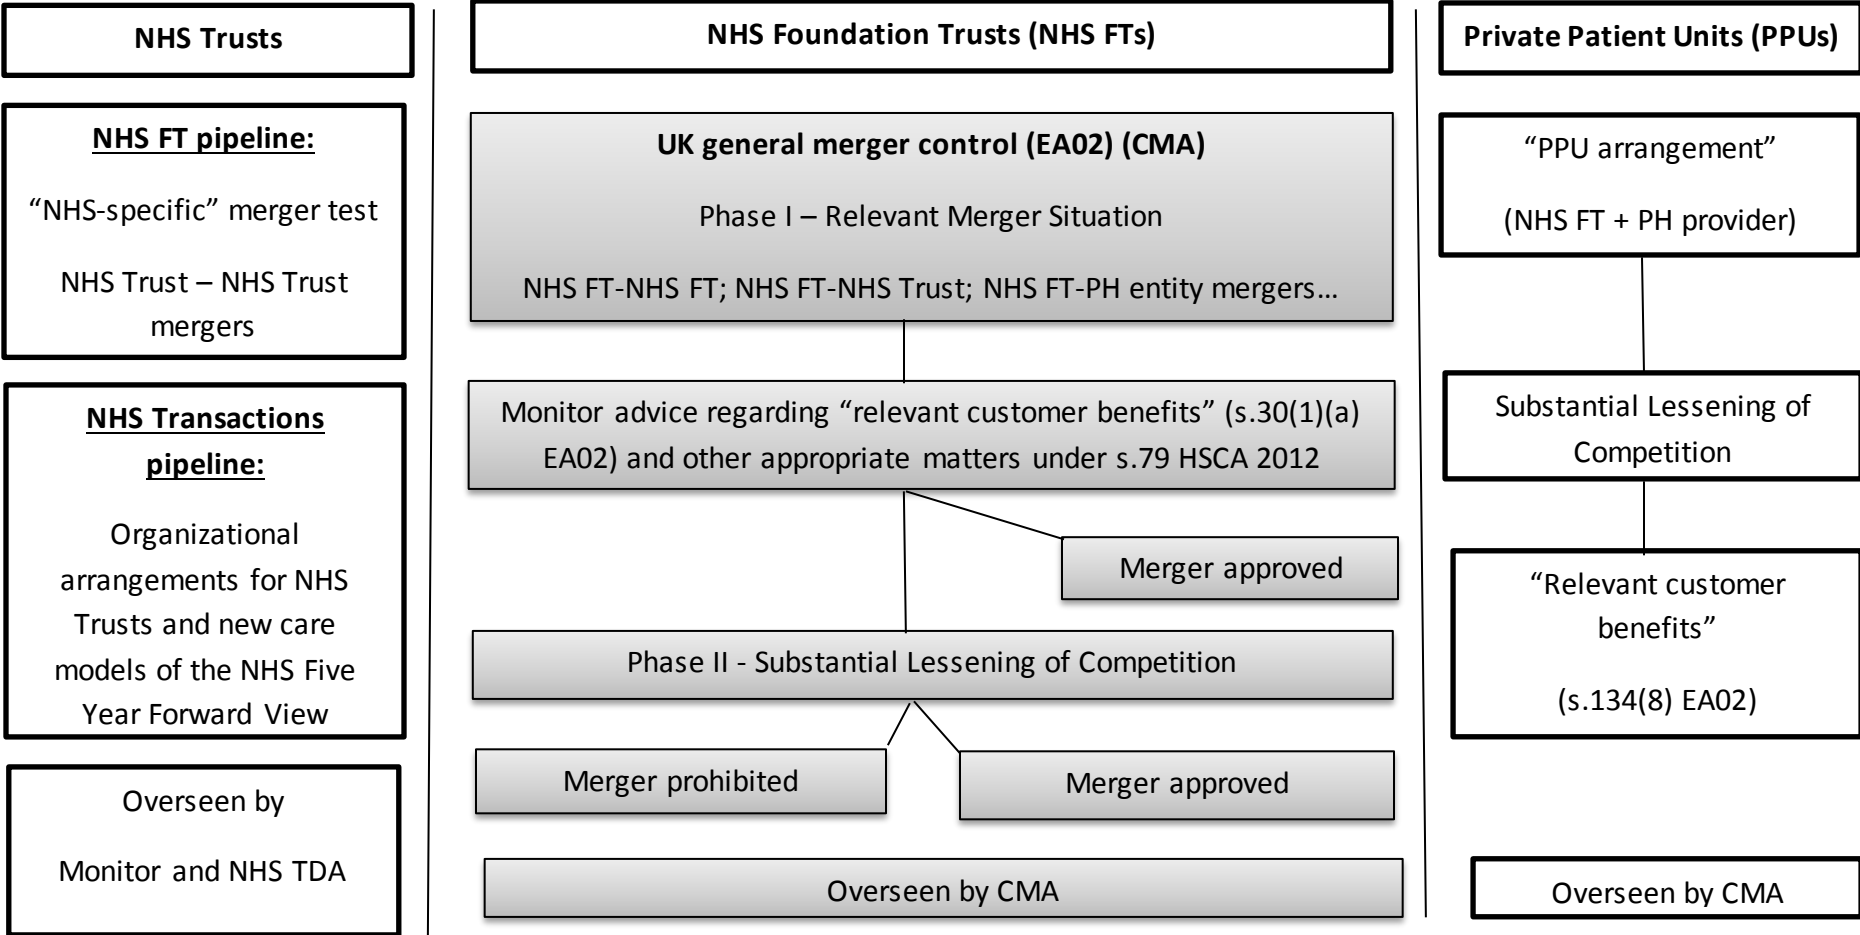 NHS Trusts
NHS FT pipeline:
“NHS-specific” merger test
NHS Trust – NHS Trust
mergers
NHS Transactions
pipeline:
Organizational
arrangements for NHS
Trusts and new care
models of the NHS Five
Year Forward View
Overseen by
Monitor and NHS TDA
NHS Foundation Trusts (NHS FTs)
UK general merger control (EA02) (CMA)
Phase I – Relevant Merger Situation
NHS FT-NHS FT; NHS FT-NHS Trust; NHS FT-PH entity mergers…
Monitor advice regarding “relevant customer benefits” (s.30(1)(a)
EA02) and other appropriate matters under s.79 HSCA 2012
Merger approved
Phase II - Substantial Lessening of Competition
Merger prohibited
Merger approved
Overseen by CMA
Private Patient Units (PPUs)
“PPU arrangement”
(NHS FT + PH provider)
Substantial Lessening of
Competition
“Relevant customer
benefits”
(s.134(8) EA02)
Overseen by CMA